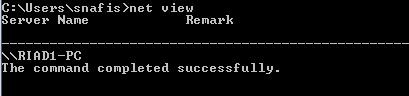 C:\Users\snafis>net view
Server Name            Remark
-------------------------------------------------------------------------------
\\RIAD1-PC
The command completed successfully.